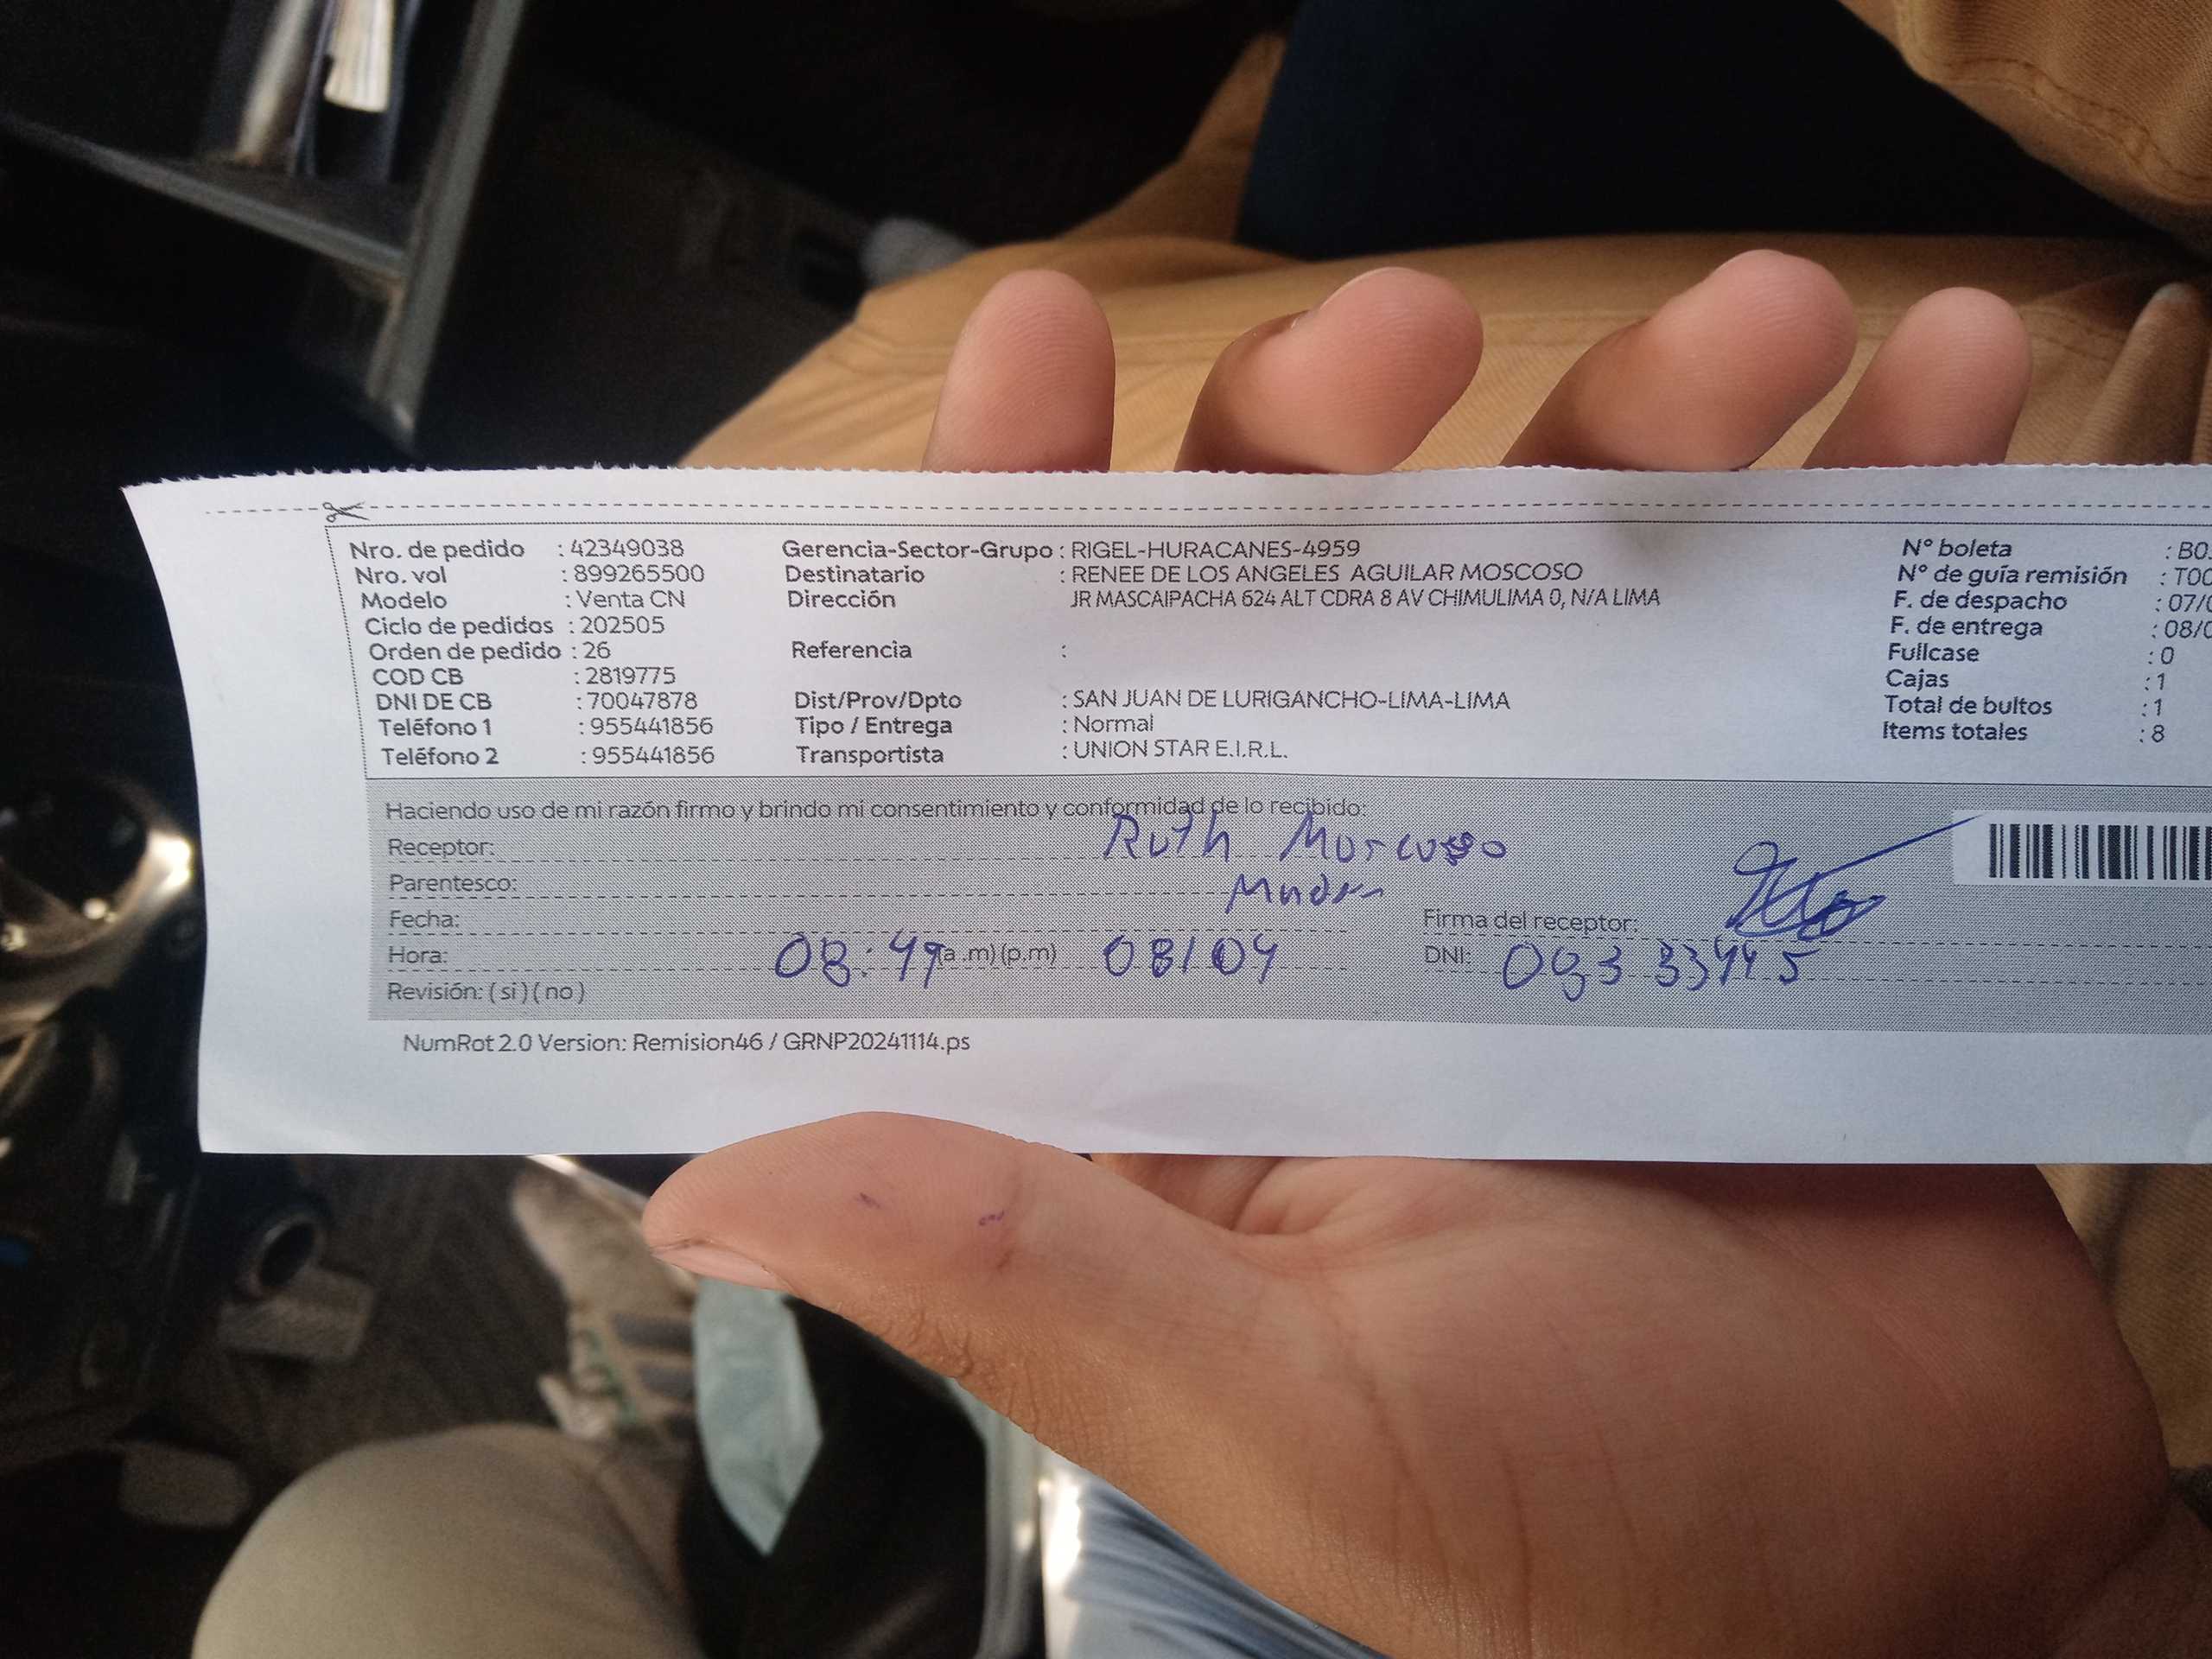 Nro. de pedido : 42349038 Gerencia-Sector-Grupo : RIGEL-HURACANES-4959 N° boleta : B0
Nro. vol : 899265500 Destinatario : RENEE DE LOS ANGELES AGUILAR MOSCOSO N° de guía remisión : T00
Modelo : Venta CN Dirección JR MASCAIPACHA 624 ALT CDRA 8 AV CHIMULIMA 0, N/A LIMA F. de despacho : 07/
Ciclo de pedidos : 202505 F. de entrega : 08/
Orden de pedido : 26 Referencia : Fullcase : 0
COD CB : 2819775 Cajas : 1
DNI DE CB : 70047878 Dist/Prov/Dpto : SAN JUAN DE LURIGANCHO-LIMA-LIMA Total de bultos : 1
Teléfono 1 : 955441856 Tipo / Entrega : Normal Items totales : 8
Teléfono 2 : 955441856 Transportista : UNION STAR E.I.R.L.
Haciendo uso de mi razón firmo y brindo mi consentimiento y conformidad de lo recibido:
Receptor: Ruth Moscoso
Parentesco: Madre
Fecha: Firma del receptor:
Hora: (a .m) (p.m) 08/04 DNI:
Revisión: ( si ) ( no )
NumRot 2.0 Version: Remision46 / GRNP20241114.ps